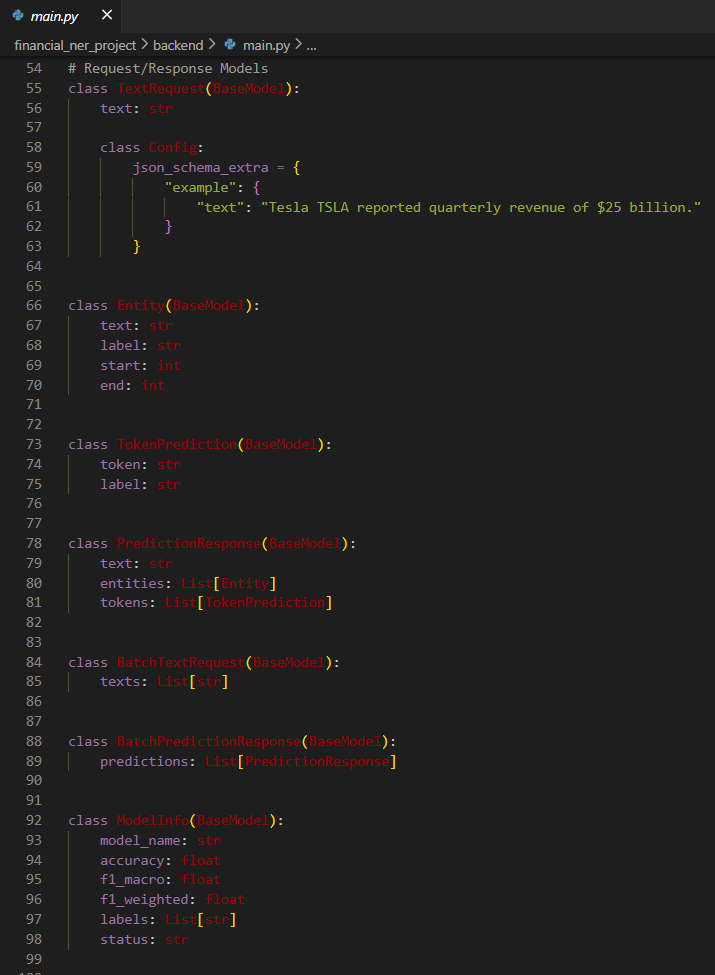 main.py ×
financial_ner_project > backend > main.py > ...
54 # Request/Response Models
55 class TextRequest(BaseModel):
56     text: str
57
58     class Config:
59         json_schema_extra = {
60             "example": {
61                 "text": "Tesla TSLA reported quarterly revenue of $25 billion."
62             }
63         }
64
65
66 class Entity(BaseModel):
67     text: str
68     label: str
69     start: int
70     end: int
71
72
73 class TokenPrediction(BaseModel):
74     token: str
75     label: str
76
77
78 class PredictionResponse(BaseModel):
79     text: str
80     entities: List[Entity]
81     tokens: List[TokenPrediction]
82
83
84 class BatchTextRequest(BaseModel):
85     texts: List[str]
86
87
88 class BatchPredictionResponse(BaseModel):
89     predictions: List[PredictionResponse]
90
91
92 class ModelInfo(BaseModel):
93     model_name: str
94     accuracy: float
95     f1_macro: float
96     f1_weighted: float
97     labels: List[str]
98     status: str
99